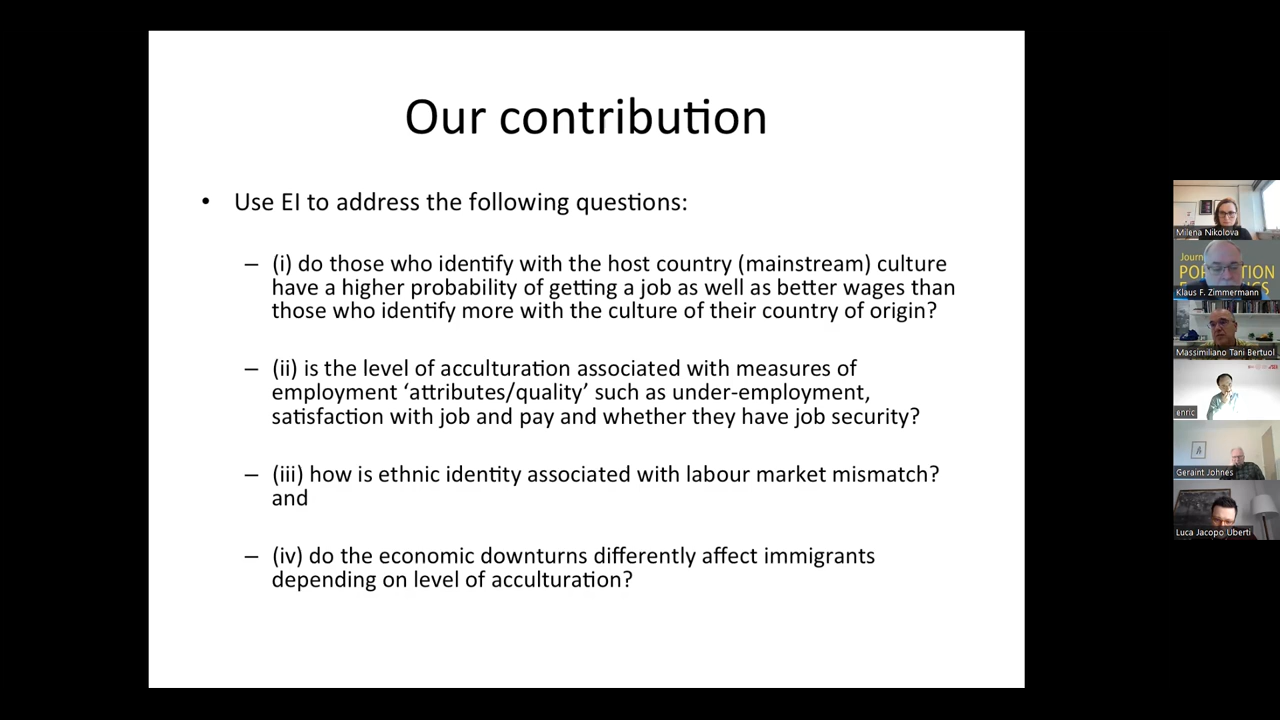 Our contribution
• Use EI to address the following questions:
– (i) do those who identify with the host country (mainstream) culture
have a higher probability of getting a job as well as better wages than
those who identify more with the culture of their country of origin?
– (ii) is the level of acculturation associated with measures of
employment ‘attributes/quality’ such as under-employment,
satisfaction with job and pay and whether they have job security?
– (iii) how is ethnic identity associated with labour market mismatch?
and
– (iv) do the economic downturns differently affect immigrants
depending on level of acculturation?
Milena Nikolova
Journ
Klaus F. Zimmermann
Massimiliano Tani Bertuol
enric
Geraint Johnes
Luca Jacopo Uberti